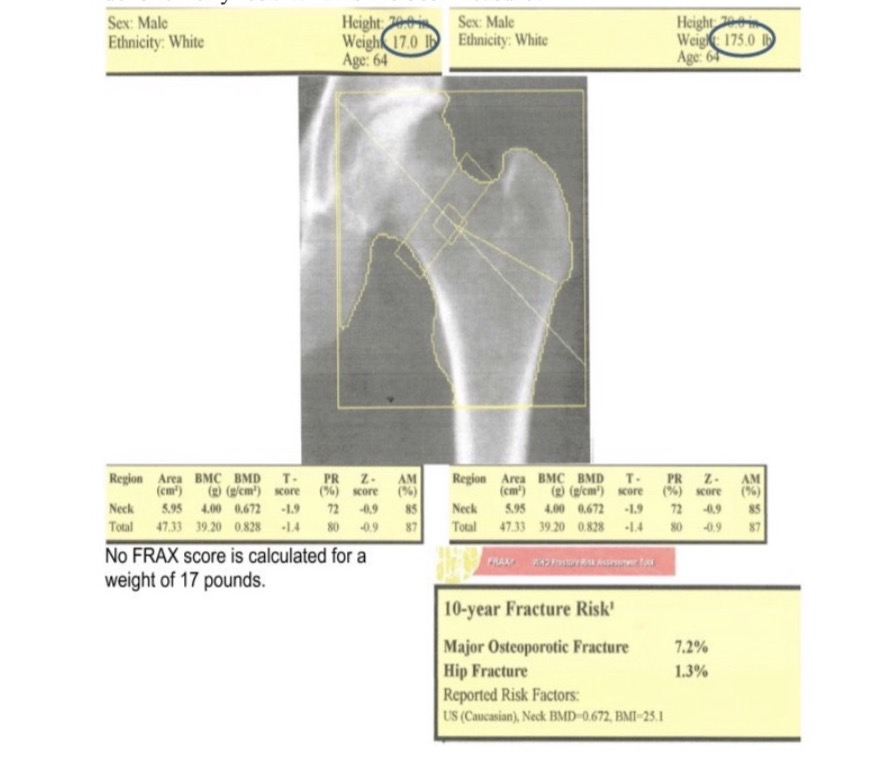 Sex: Male
Height: 70.0 in
Ethnicity: White
Weight: 17.0 lb
Age: 64
Sex: Male
Height: 70.0 in
Ethnicity: White
Weight: 175.0 lb
Age: 64
Region Area BMC BMD T- PR Z- AM
(cm²) (g) (g/cm²) score (%) score (%)
Neck 5.95 4.00 0.672 -1.9 72 -0.9 85
Total 47.33 39.20 0.828 -1.4 80 -0.9 87
Region Area BMC BMD T- PR Z- AM
(cm²) (g) (g/cm²) score (%) score (%)
Neck 5.95 4.00 0.672 -1.9 72 -0.9 85
Total 47.33 39.20 0.828 -1.4 80 -0.9 87
No FRAX score is calculated for a
weight of 17 pounds.
FRAX WHO Fracture Risk Assessment Tool
10-year Fracture Risk¹
Major Osteoporotic Fracture 7.2%
Hip Fracture 1.3%
Reported Risk Factors:
US (Caucasian), Neck BMD=0.672, BMI=25.1